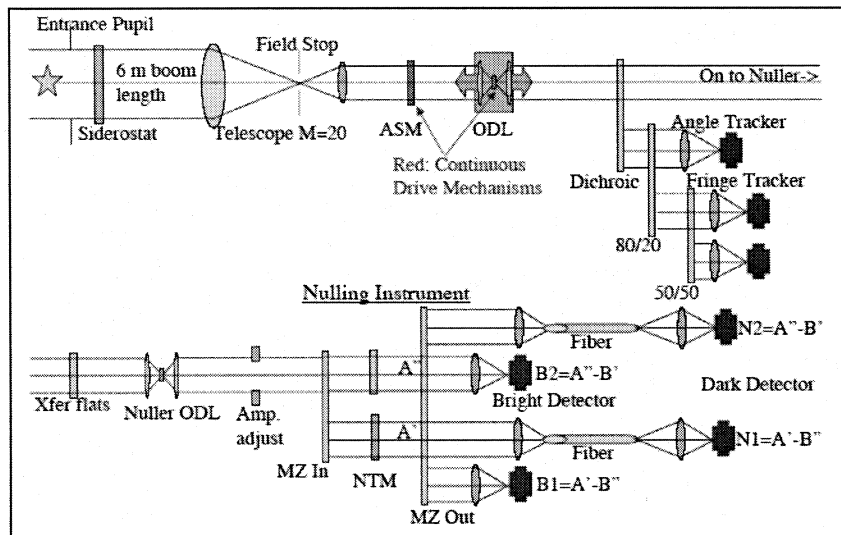 Entrance Pupil
Field Stop
6 m boom
length
On to Nuller->
Siderostat
Telescope M=20
ASM
ODL
Angle Tracker
Red: Continuous
Drive Mechanisms
Dichroic
Fringe Tracker
80/20
50/50
Nulling Instrument
Fiber
N2=A''-B'
A''
B2=A''-B'
Dark Detector
Xfer flats
Nuller ODL
Amp.
adjust
Bright Detector
A'
N1=A'-B''
Fiber
MZ In
NTM
B1=A'-B''
MZ Out